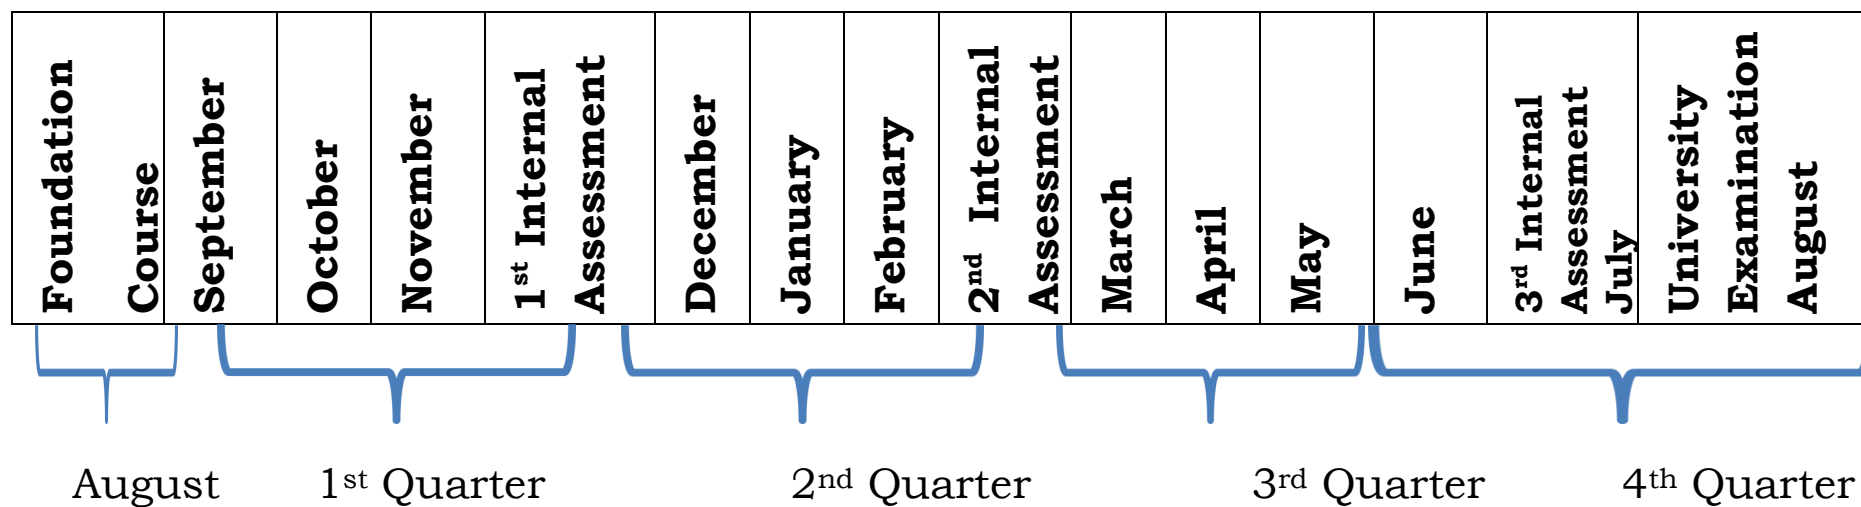 Foundation
Course
September
October
November
1st Internal
Assessment
December
January
February
2nd Internal
Assessment
March
April
May
June
3rd Internal
Assessment
July
University
Examination
August
August
1st Quarter
2nd Quarter
3rd Quarter
4th Quarter